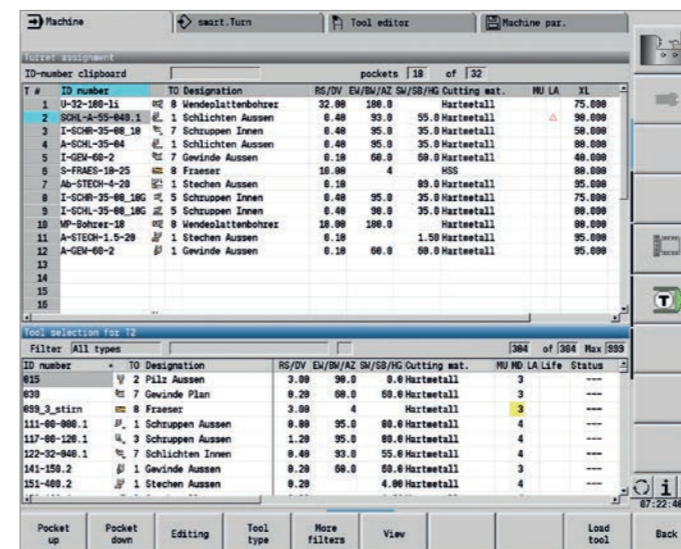 Machine smart.Turn Tool editor Machine par.
Turret assignment
ID-number clipboard pockets 18 of 32
T # ID number TO Designation RS/DV EW/BW/AZ SW/SB/HG Cutting mat. MU LA XL
1 U-32-100-li 8 Wendeplattenbohrer 32.00 180.0 Hartmetall 75.000
2 SCHL-A-55-040.1 1 Schlichten Aussen 0.40 93.0 55.0 Hartmetall 90.000
3 I-SCHR-35-08_10 7 Schruppen Innen 0.40 95.0 35.0 Hartmetall 50.000
4 A-SCHL-35-04 1 Schlichten Aussen 0.40 95.0 35.0 Hartmetall 80.000
5 I-GEW-60-2 7 Gewinde Aussen 0.10 60.0 60.0 Hartmetall 40.000
6 S-FRAES-10-25 8 Fraeser 10.00 4 HSS 80.000
7 Ab-STECH-4-20 1 Stechen Aussen 0.10 Hartmetall 95.000
8 I-SCHR-35-08_10G 5 Schruppen Innen 0.40 95.0 35.0 Hartmetall 75.000
9 I-SCHL-35-08_10G 5 Schruppen Innen 0.40 90.0 35.0 Hartmetall 80.000
10 WP-Bohrer-18 8 Wendeplattenbohrer 18.00 180.0 Hartmetall 80.000
11 A-STECH-1.5-20 1 Stechen Aussen 0.10 1.50 Hartmetall 95.000
12 A-GEW-60-2 1 Gewinde Aussen 0.10 60.0 60.0 Hartmetall 95.000
13
14
15
16
Tool selection for T2
Filter All types 304 of 304 Max 999
ID number TO Designation RS/DV EW/BW/AZ SW/SB/HG Cutting mat. MU MD LA Life Status
015 2 Pilz Aussen 3.00 90.0 0.0 Hartmetall 3 ---
030 7 Gewinde Plan 0.20 60.0 60.0 Hartmetall 3 ---
099_3_stirn 8 Fraeser 3.00 4 Hartmetall 3 ---
111-80-080.1 1 Schruppen Aussen 0.80 95.0 80.0 Hartmetall 4 ---
117-80-120.1 3 Schruppen Aussen 1.20 95.0 80.0 Hartmetall 4 ---
122-32-040.1 7 Schlichten Innen 0.40 93.0 55.0 Hartmetall 4 ---
141-150.2 1 Gewinde Aussen 0.20 60.0 60.0 Hartmetall 3 ---
151-400.2 1 Stechen Aussen 0.20 4.00 Hartmetall 4 ---
T
i
07:22:46
Pocket up Pocket down Editing Tool type More filters View Load tool Back